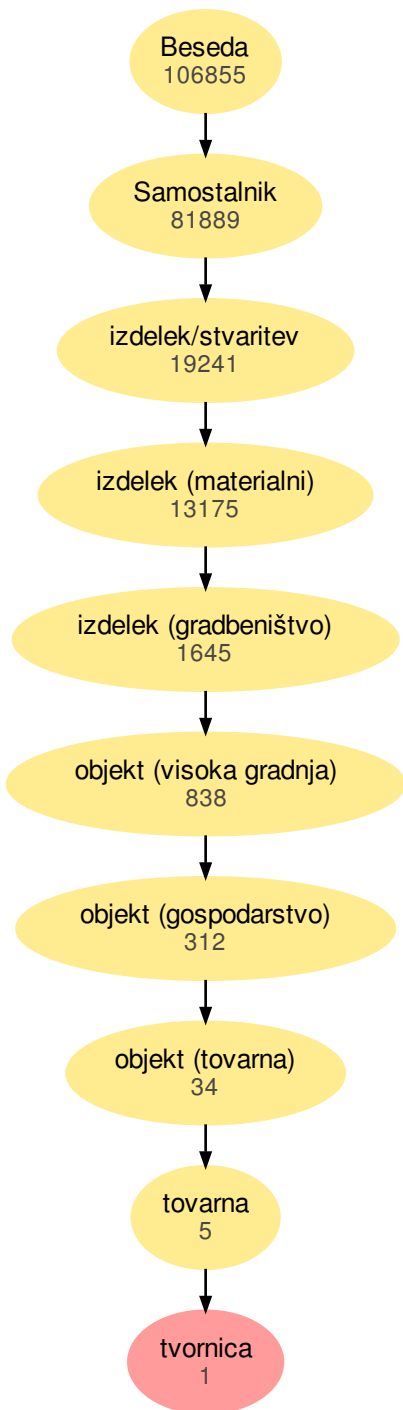 Beseda
106855
Samostalnik
81889
izdelek/stvaritev
19241
izdelek (materialni)
13175
izdelek (gradbeništvo)
1645
objekt (visoka gradnja)
838
objekt (gospodarstvo)
312
objekt (tovarna)
34
tovarna
5
tvornica
1